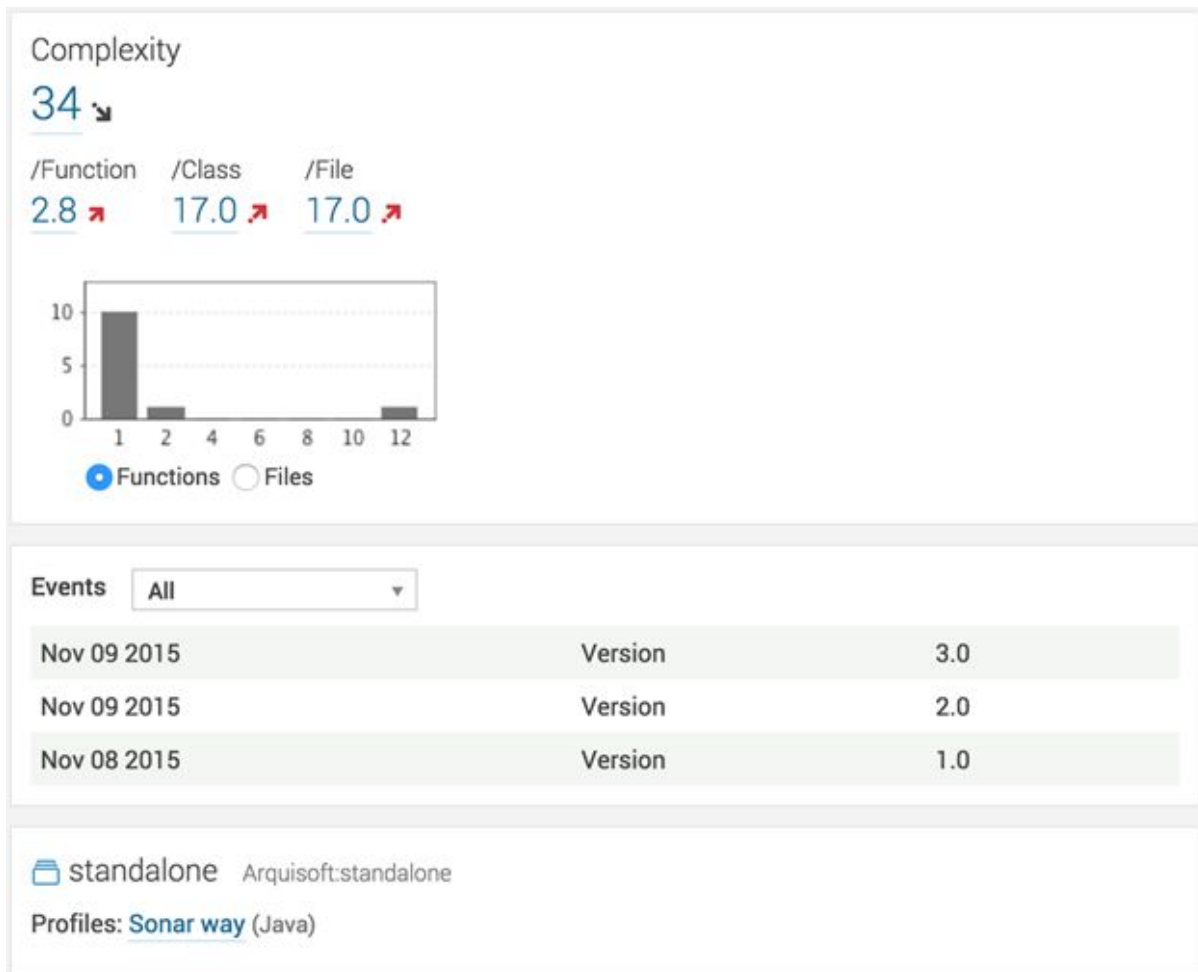 Complexity
34
/Function /Class /File
2.8 17.0 17.0
10
5
0
1 2 4 6 8 10 12
Functions Files
Events All
Nov 09 2015 Version 3.0
Nov 09 2015 Version 2.0
Nov 08 2015 Version 1.0
standalone Arquisoft:standalone
Profiles: Sonar way (Java)